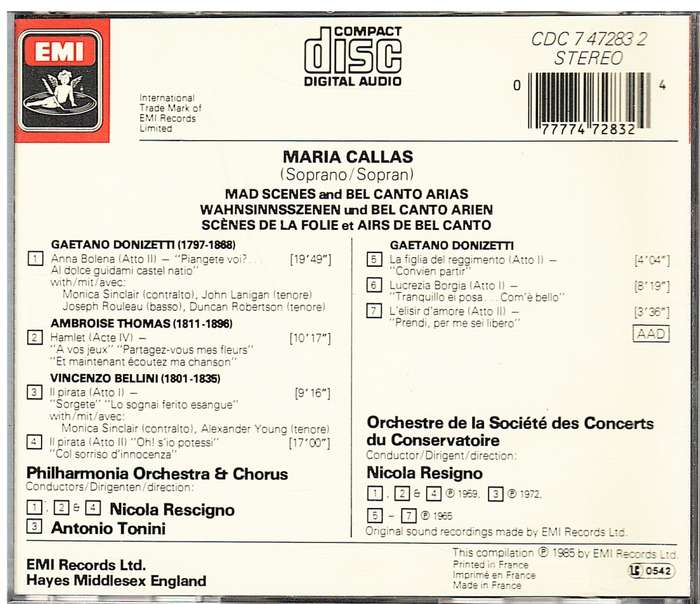 EMI
International
Trade Mark of
EMI Records
Limited
COMPACT
disc
DIGITAL AUDIO
CDC 7 47283 2
STEREO
0
4
77774 72832
MARIA CALLAS
(Soprano/Sopran)
MAD SCENES and BEL CANTO ARIAS
WAHNSINNSSZENEN und BEL CANTO ARIEN
SCÈNES DE LA FOLIE et AIRS DE BEL CANTO
GAETANO DONIZETTI (1797-1868)
1 Anna Bolena (Atto II) – "Piangete voi?... [19'49"]
Al dolce guidami castel natio"
with/mit/avec:
Monica Sinclair (contralto), John Lanigan (tenore)
Joseph Rouleau (basso), Duncan Robertson (tenore)
AMBROISE THOMAS (1811-1896)
2 Hamlet (Acte IV) – [10'17"]
"A vos jeux" "Partagez-vous mes fleurs"
"Et maintenant écoutez ma chanson"
VINCENZO BELLINI (1801-1835)
3 Il pirata (Atto I) – [9'16"]
"Sorgete" "Lo sognai ferito esangue"
with/mit/avec:
Monica Sinclair (contralto), Alexander Young (tenore)
4 Il pirata (Atto II) "Oh! s'io potessi" [17'00"]
"Col sorriso d'innocenza"
Philharmonia Orchestra & Chorus
Conductors/Dirigenten/direction:
1, 2 & 4 Nicola Rescigno
3 Antonio Tonini
GAETANO DONIZETTI
5 La figlia del reggimento (Atto I) – [4'04"]
"Convien partir"
6 Lucrezia Borgia (Atto I) – [8'19"]
"Tranquillo ei posa...Com'è bello"
7 L'elisir d'amore (Atto II) – [3'36"]
"Prendi, per me sei libero"
AAD
Orchestre de la Société des Concerts
du Conservatoire
Conductor/Dirigent/direction:
Nicola Resigno
1, 2 & 4 ℗ 1959, 3 ℗ 1972,
5 – 7 ℗ 1965
Original sound recordings made by EMI Records Ltd.
EMI Records Ltd.
Hayes Middlesex England
This compilation ℗ 1985 by EMI Records Ltd.
Printed in France
Imprimé en France
Made in France
LC 0542